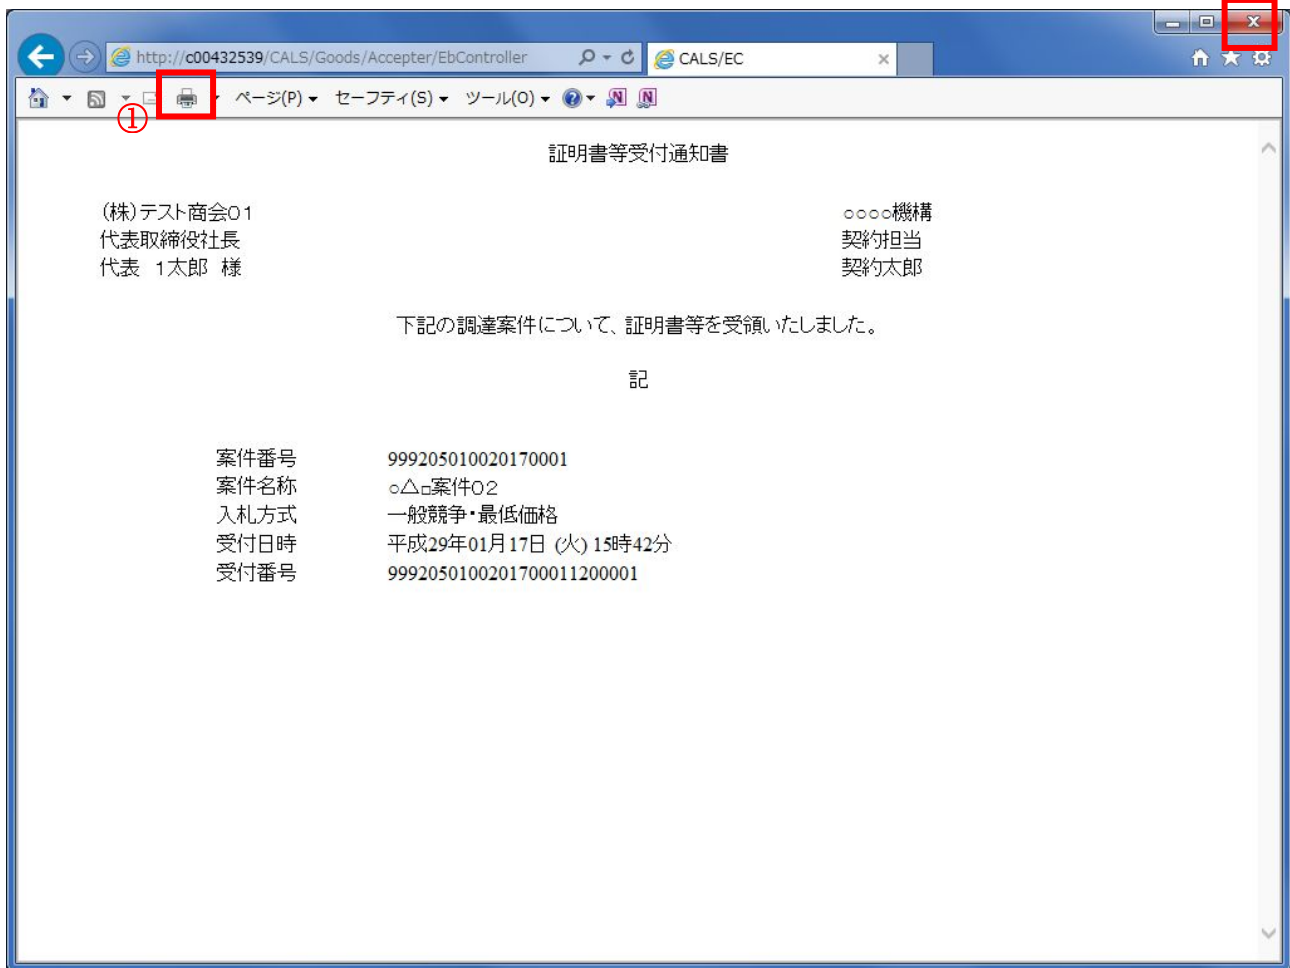 http://c00432539/CALS/Goods/Accepter/EbController
CALS/EC
ページ(P)
セーフティ(S)
ツール(O)
①
証明書等受付通知書
(株)テスト商会01
○○○○機構
代表取締役社長
契約担当
代表 1太郎 様
契約太郎
下記の調達案件について、証明書等を受領いたしました。
記
案件番号 999205010020170001
案件名称 ○△□案件02
入札方式 一般競争・最低価格
受付日時 平成29年01月17日 (火) 15時42分
受付番号 9992050100201700011200001